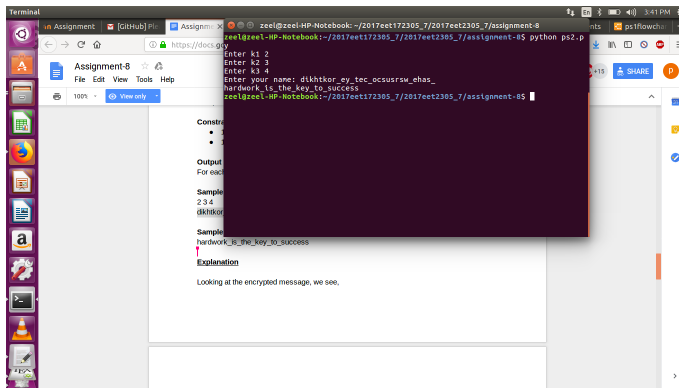 Terminal
En
3:41 PM
Assignment
[GitHub] Ple
Assignme
ps1flowcha
https://docs.goo
zeel@zeel-HP-Notebook: ~/2017eet172305_7/2017eet2305_7/assignment-8
zeel@zeel-HP-Notebook:~/2017eet172305_7/2017eet2305_7/assignment-8$ python ps2.p
y
Enter k1 2
Enter k2 3
Enter k3 4
Enter your name: dikhtkor_ey_tec_ocsusrsw_ehas_
hardwork_is_the_key_to_success
zeel@zeel-HP-Notebook:~/2017eet172305_7/2017eet2305_7/assignment-8$
Assignment-8
File Edit View Tools Help
+15
SHARE
P
100%
View only
Constra
Output
For each
Sample
2 3 4
dikhtkor
Sample
hardwork_is_the_key_to_success
Explanation
Looking at the encrypted message, we see,